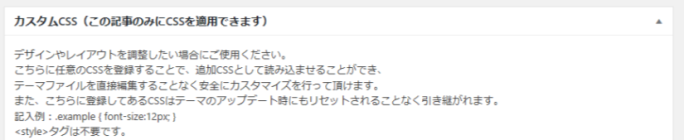 カスタムCSS（この記事のみにCSSを適用できます）
デザインやレイアウトを調整したい場合にご使用ください。
こちらに任意のCSSを登録することで、追加CSSとして読み込ませることができ、
テーマファイルを直接編集することなく安全にカスタマイズを行って頂けます。
また、こちらに登録してあるCSSはテーマのアップデート時にもリセットされることなく引き継がれます。
記入例：.example { font-size:12px; }
<style>タグは不要です。